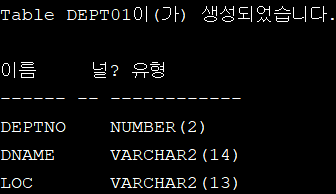 Table DEPT01이(가) 생성되었습니다.
이름 널? 유형
------ -- ------------
DEPTNO NUMBER(2)
DNAME VARCHAR2(14)
LOC VARCHAR2(13)